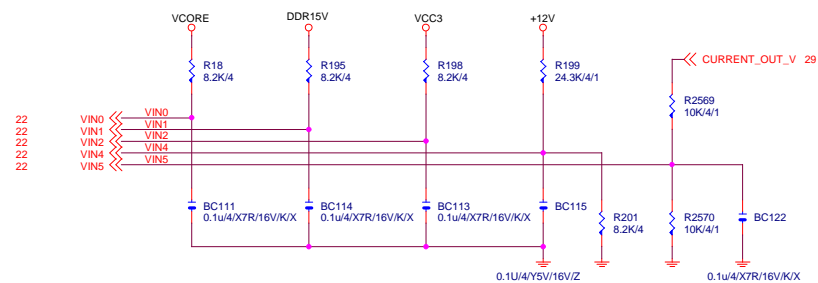 VCORE
DDR15V
VCC3
+12V
R18
8.2K/4
R195
8.2K/4
R198
8.2K/4
R199
24.3K/4/1
CURRENT_OUT_V 29
R2569
10K/4/1
22 VIN0 VIN0
22 VIN1 VIN1
22 VIN2 VIN2
22 VIN4 VIN4
22 VIN5 VIN5
BC111
0.1u/4/X7R/16V/K/X
BC114
0.1u/4/X7R/16V/K/X
BC113
0.1u/4/X7R/16V/K/X
BC115
R201
8.2K/4
R2570
10K/4/1
BC122
0.1U/4/Y5V/16V/Z
0.1u/4/X7R/16V/K/X